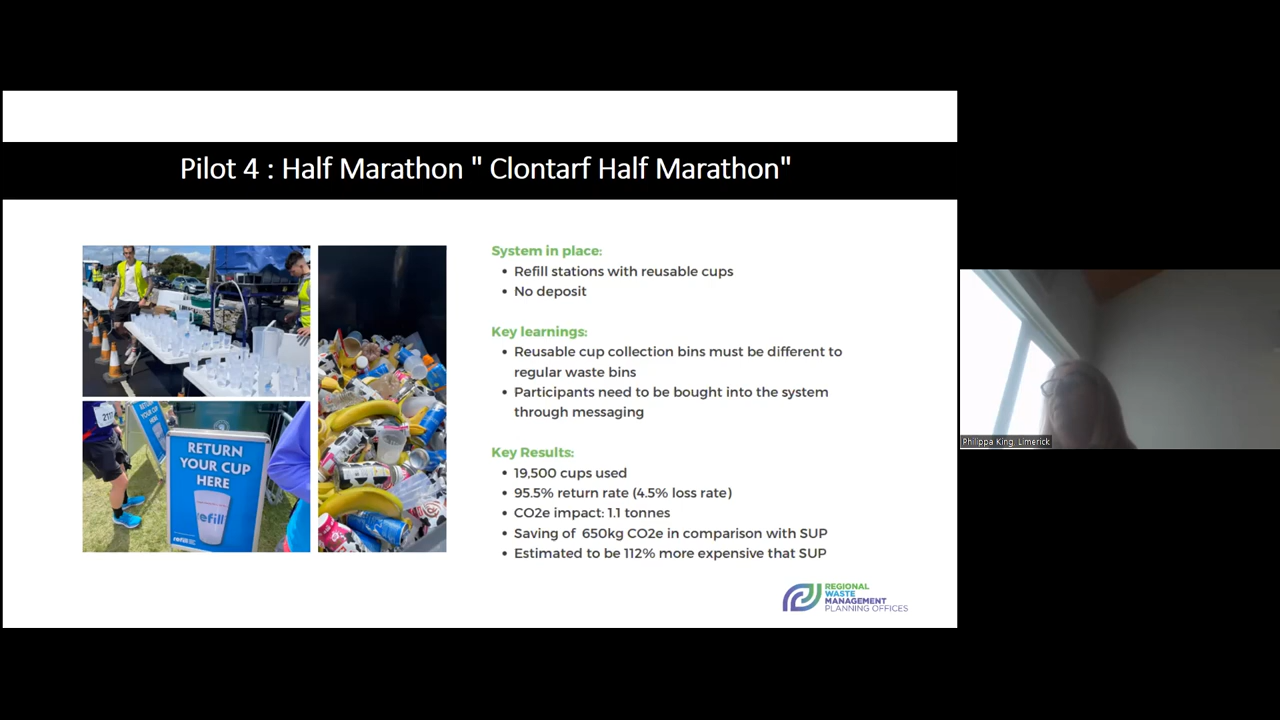 Pilot 4 : Half Marathon " Clontarf Half Marathon"
System in place:
• Refill stations with reusable cups
• No deposit
Key learnings:
• Reusable cup collection bins must be different to
regular waste bins
• Participants need to be bought into the system
through messaging
Key Results:
• 19,500 cups used
• 95.5% return rate (4.5% loss rate)
• CO2e impact: 1.1 tonnes
• Saving of 650kg CO2e in comparison with SUP
• Estimated to be 112% more expensive that SUP
RETURN
YOUR CUP
HERE
refill
refill
REGIONAL
WASTE
MANAGEMENT
PLANNING OFFICES
Philippa King, Limerick